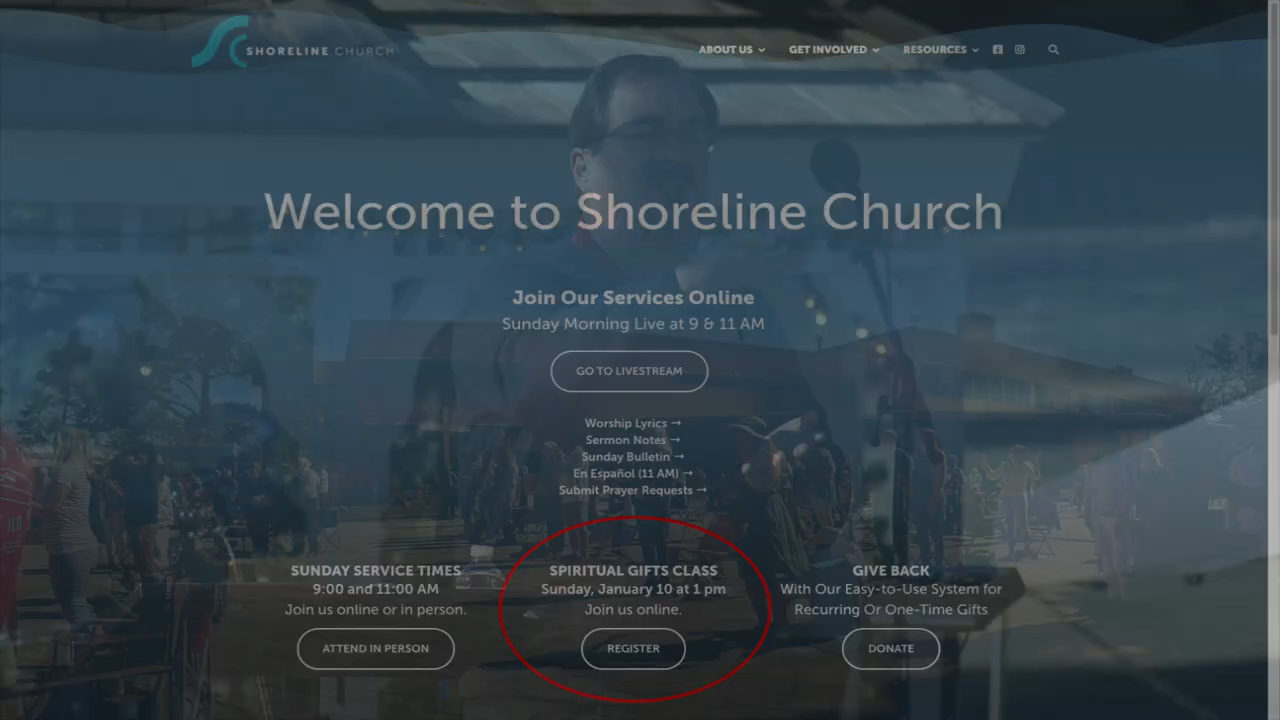 SHORELINE CHURCH
ABOUT US
GET INVOLVED
RESOURCES
Welcome to Shoreline Church
Join Our Services Online
Sunday Morning Live at 9 & 11 AM
GO TO LIVESTREAM
Worship Lyrics →
Sermon Notes →
Sunday Bulletin →
En Español (11 AM) →
Submit Prayer Requests →
SUNDAY SERVICE TIMES
9:00 and 11:00 AM
Join us online or in person.
ATTEND IN PERSON
SPIRITUAL GIFTS CLASS
Sunday, January 10 at 1 pm
Join us online.
REGISTER
GIVE BACK
With Our Easy-to-Use System for
Recurring Or One-Time Gifts
DONATE